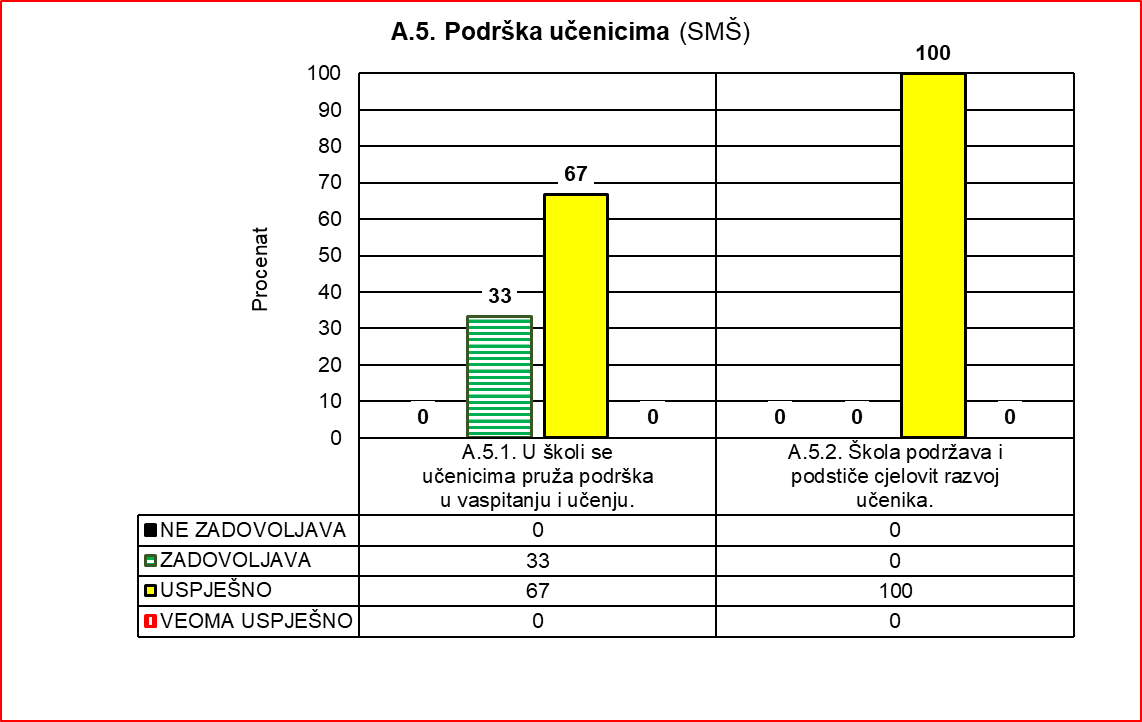 A.5. Podrška učenicima (SMŠ)
100
90
80
70
60
50
40
30
20
10
0
Procenat
0
33
67
0
0
0
100
0
A.5.1. U školi se
učenicima pruža podrška
u vaspitanju i učenju.
A.5.2. Škola podržava i
podstiče cjelovit razvoj
učenika.
NE ZADOVOLJAVA 0 0
ZADOVOLJAVA 33 0
USPJEŠNO 67 100
VEOMA USPJEŠNO 0 0